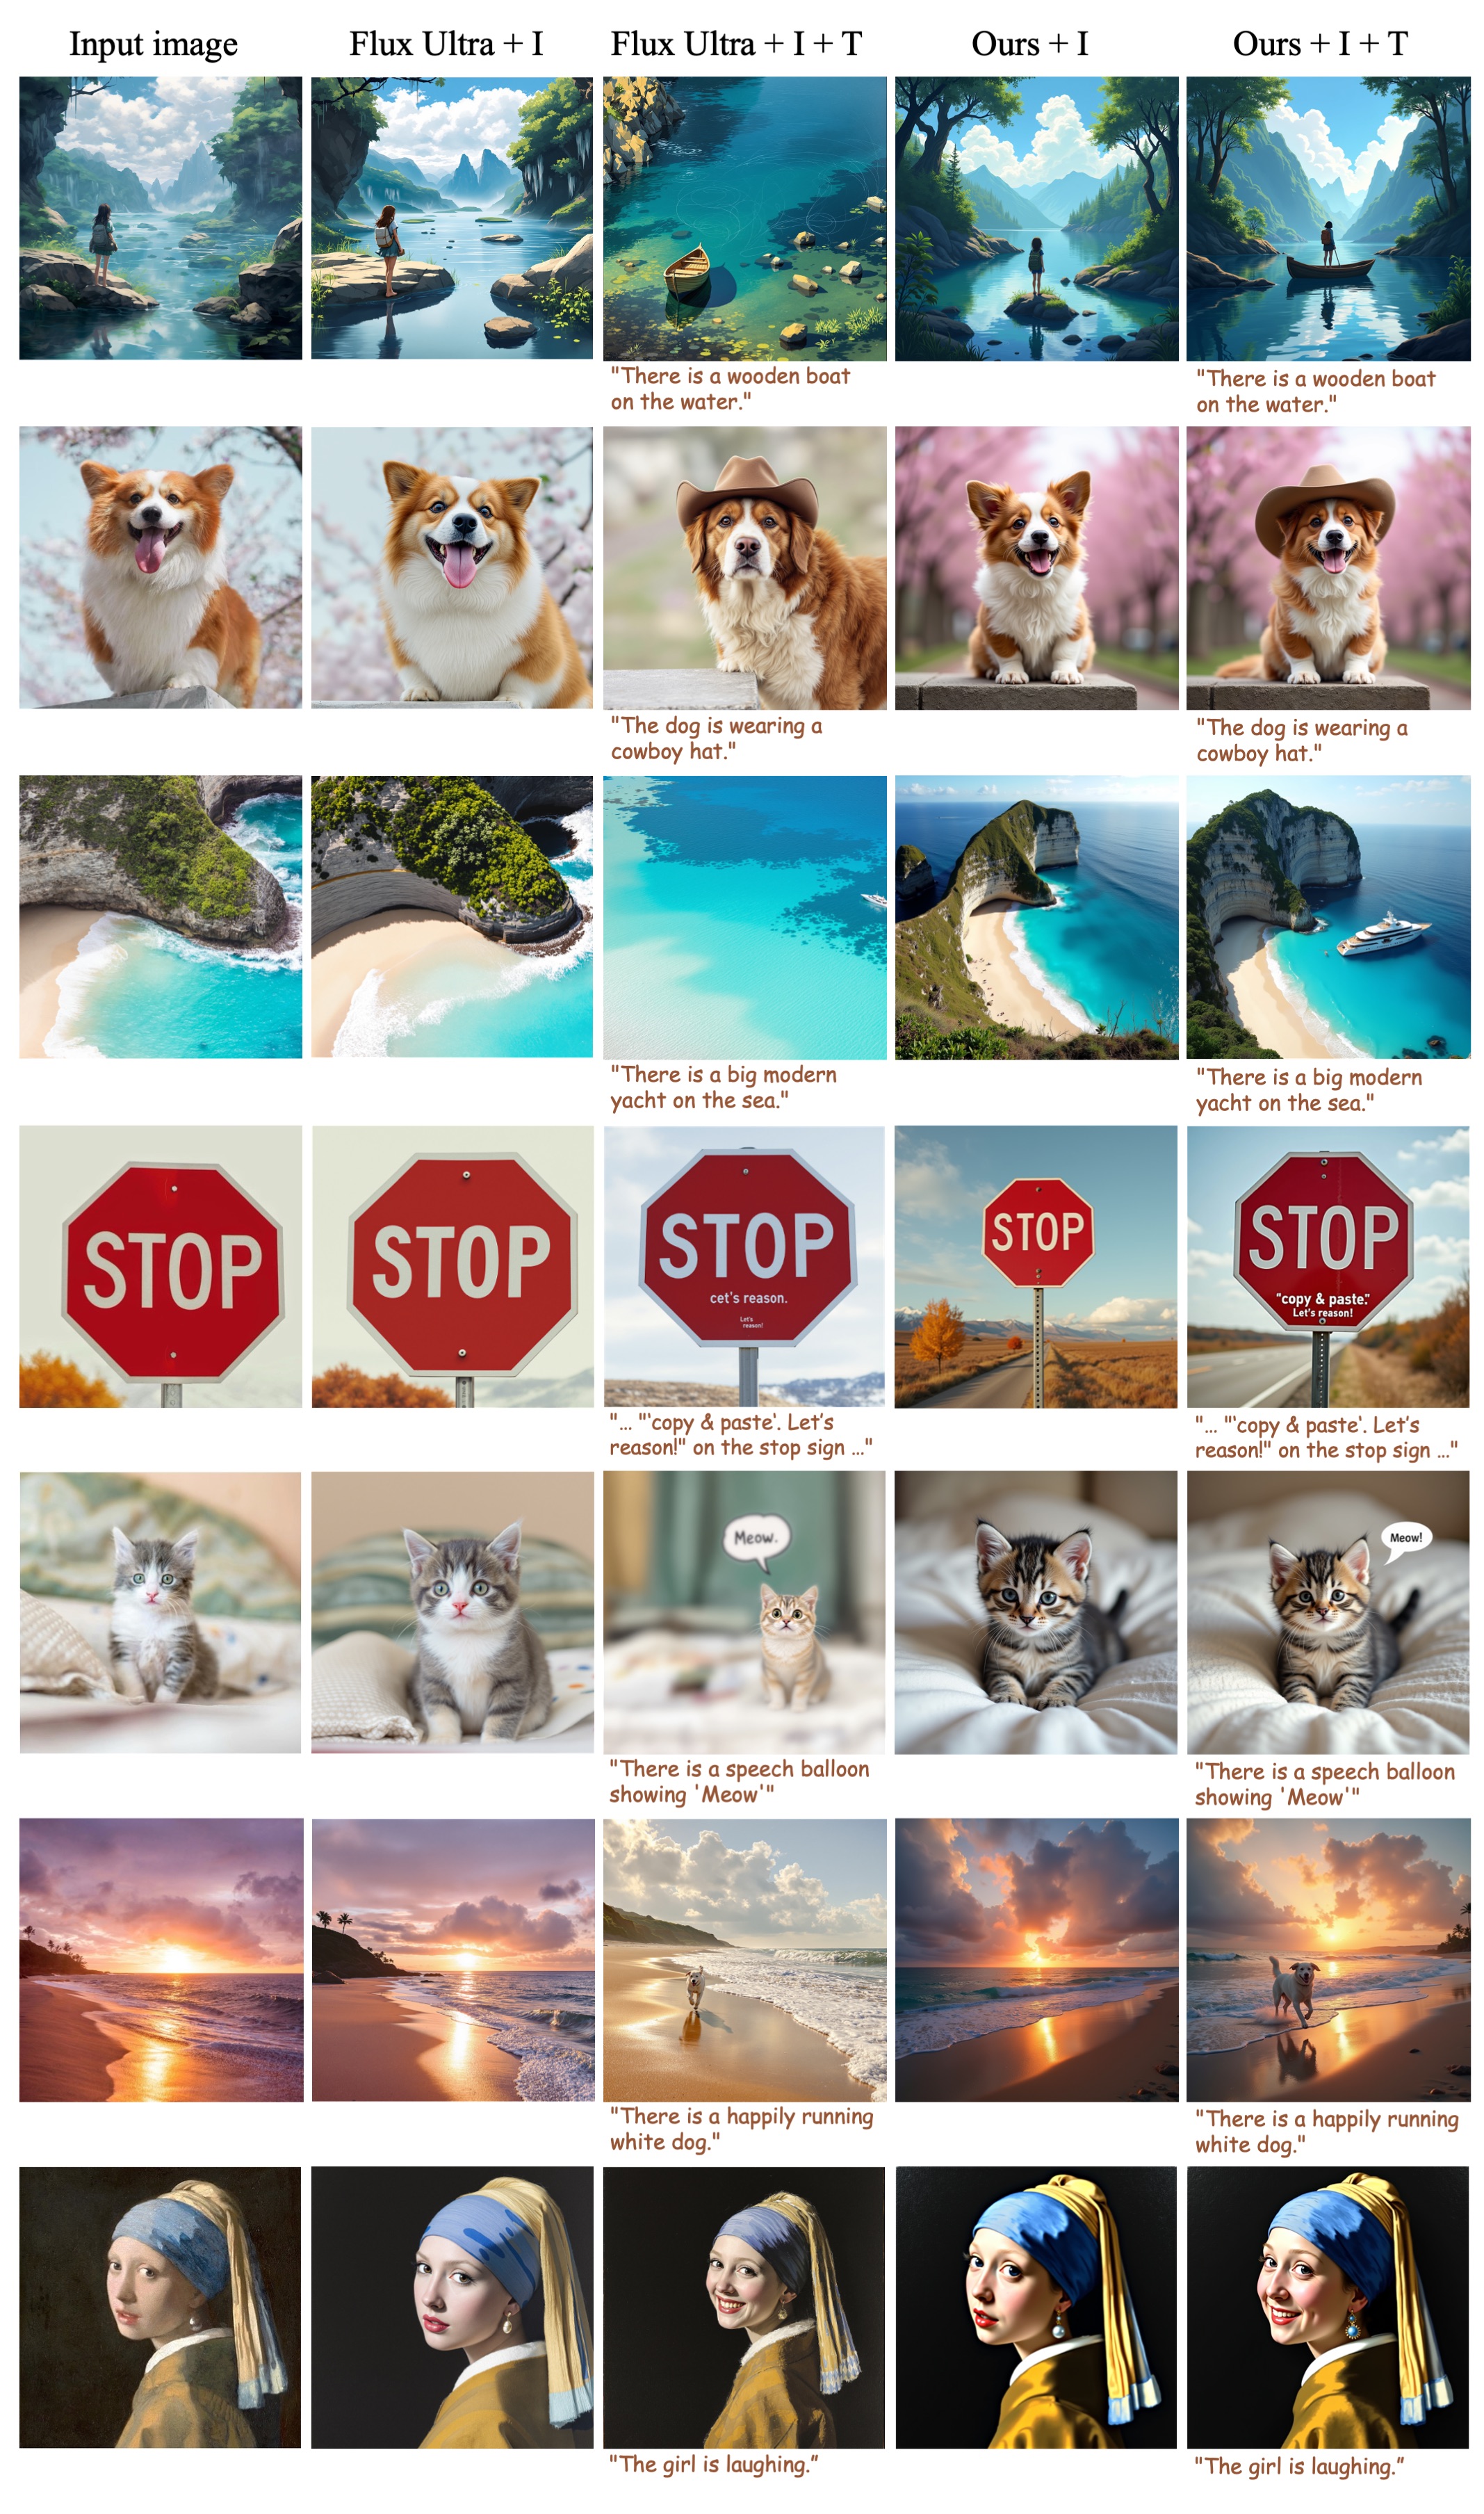 Input image
Flux Ultra + I
Flux Ultra + I + T
Ours + I
Ours + I + T
"There is a wooden boat
on the water."
"There is a wooden boat
on the water."
"The dog is wearing a
cowboy hat."
"The dog is wearing a
cowboy hat."
"There is a big modern
yacht on the sea."
"There is a big modern
yacht on the sea."
STOP
STOP
STOP
cet's reason.
Let's
reason!
STOP
STOP
"copy & paste."
Let's reason!
"... "'copy & paste'. Let's
reason!" on the stop sign ..."
"... "'copy & paste'. Let's
reason!" on the stop sign ..."
Meow.
Meow!
"There is a speech balloon
showing 'Meow'"
"There is a speech balloon
showing 'Meow'"
"There is a happily running
white dog."
"There is a happily running
white dog."
"The girl is laughing."
"The girl is laughing."